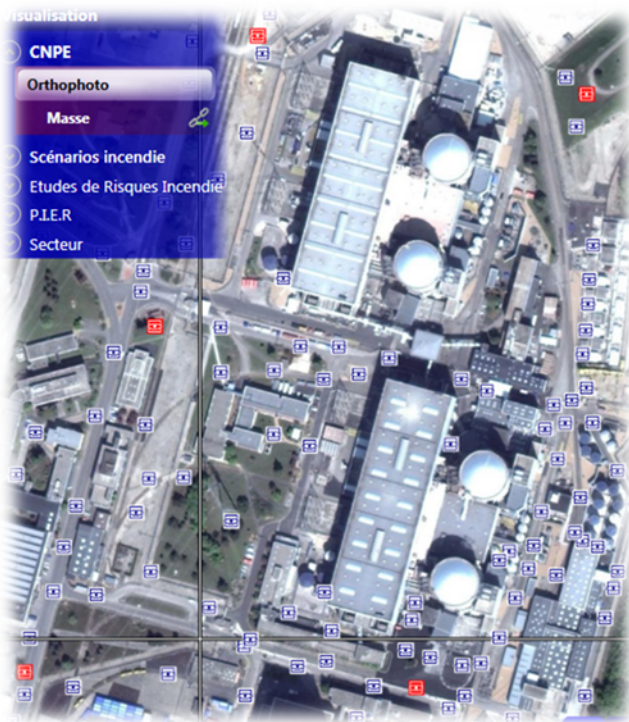 Visualisation
CNPE
Orthophoto
Masse
Scénarios incendie
Etudes de Risques Incendie
P.I.E.R
Secteur